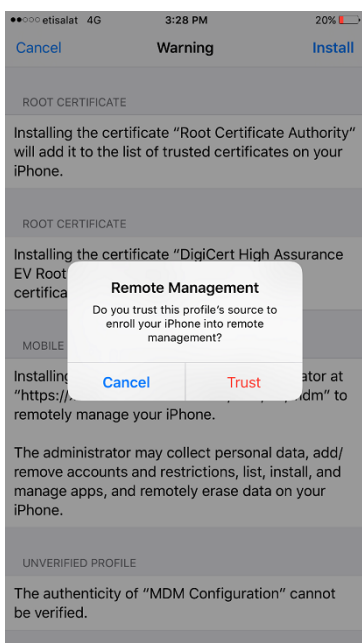 etisalat 4G 3:28 PM 20%
Cancel Warning Install
ROOT CERTIFICATE
Installing the certificate “Root Certificate Authority”
will add it to the list of trusted certificates on your
iPhone.
ROOT CERTIFICATE
Installing the certificate “DigiCert High Assurance
EV Root
certifica
Remote Management
Do you trust this profile's source to
enroll your iPhone into remote
management?
Cancel Trust
MOBILE
Installing ator at
“https:/ dm” to
remotely manage your iPhone.
The administrator may collect personal data, add/
remove accounts and restrictions, list, install, and
manage apps, and remotely erase data on your
iPhone.
UNVERIFIED PROFILE
The authenticity of “MDM Configuration” cannot
be verified.